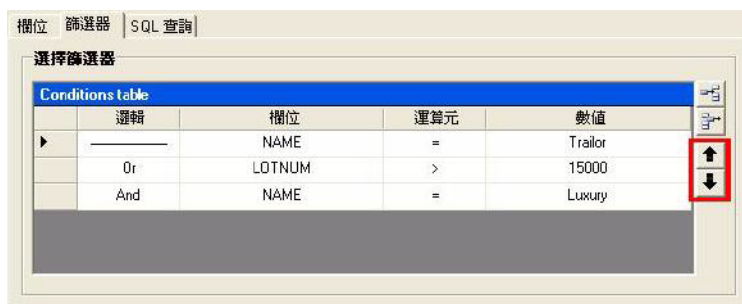 欄位 篩選器 SQL 查詢
選擇篩選器
Conditions table
邏輯 欄位 運算元 數值
NAME = Trailor
Or LOTNUM > 15000
And NAME = Luxury